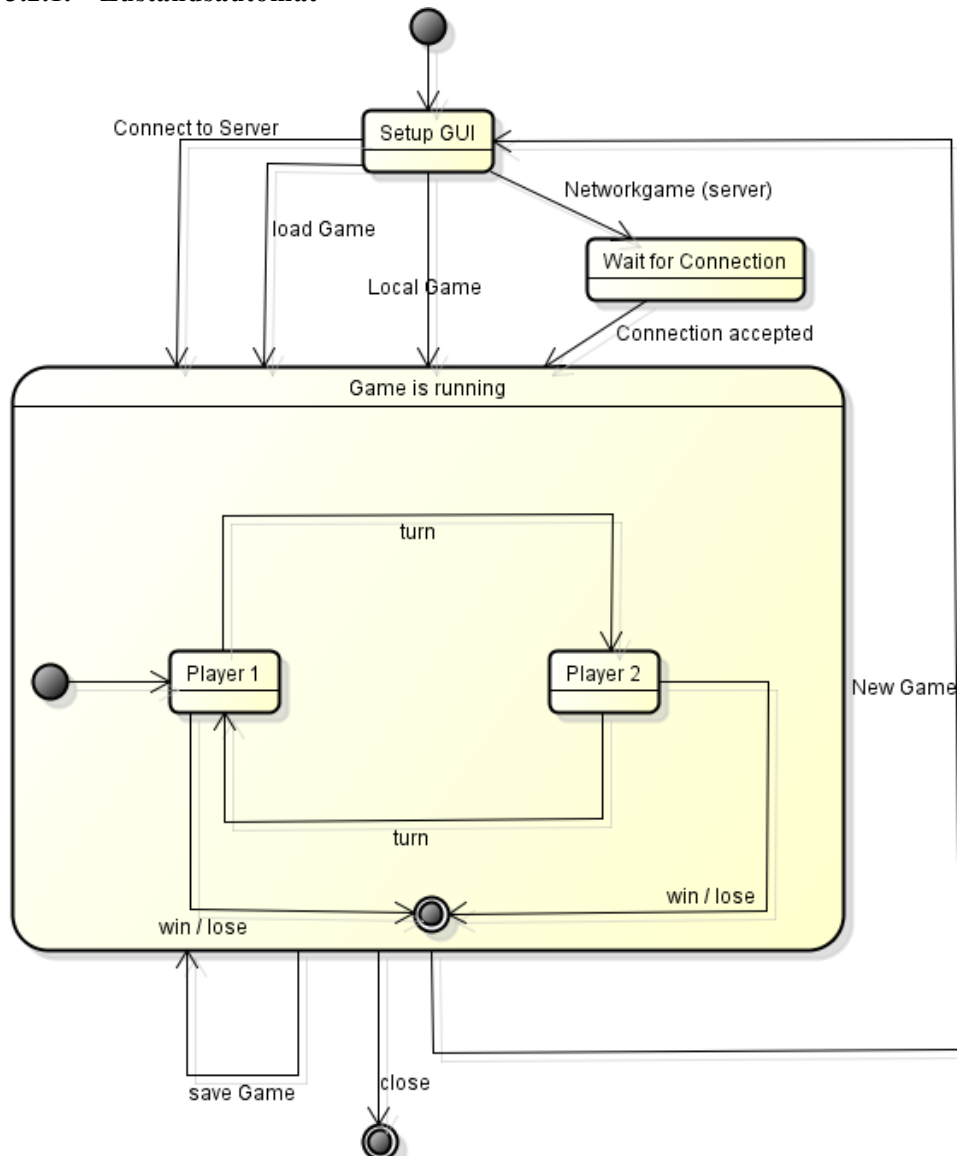 Zustandsautomat
Connect to Server
Setup GUI
Networkgame (server)
load Game
Wait for Connection
Local Game
Connection accepted
Game is running
turn
Player 1
Player 2
New Game
turn
win / lose
win / lose
save Game
close